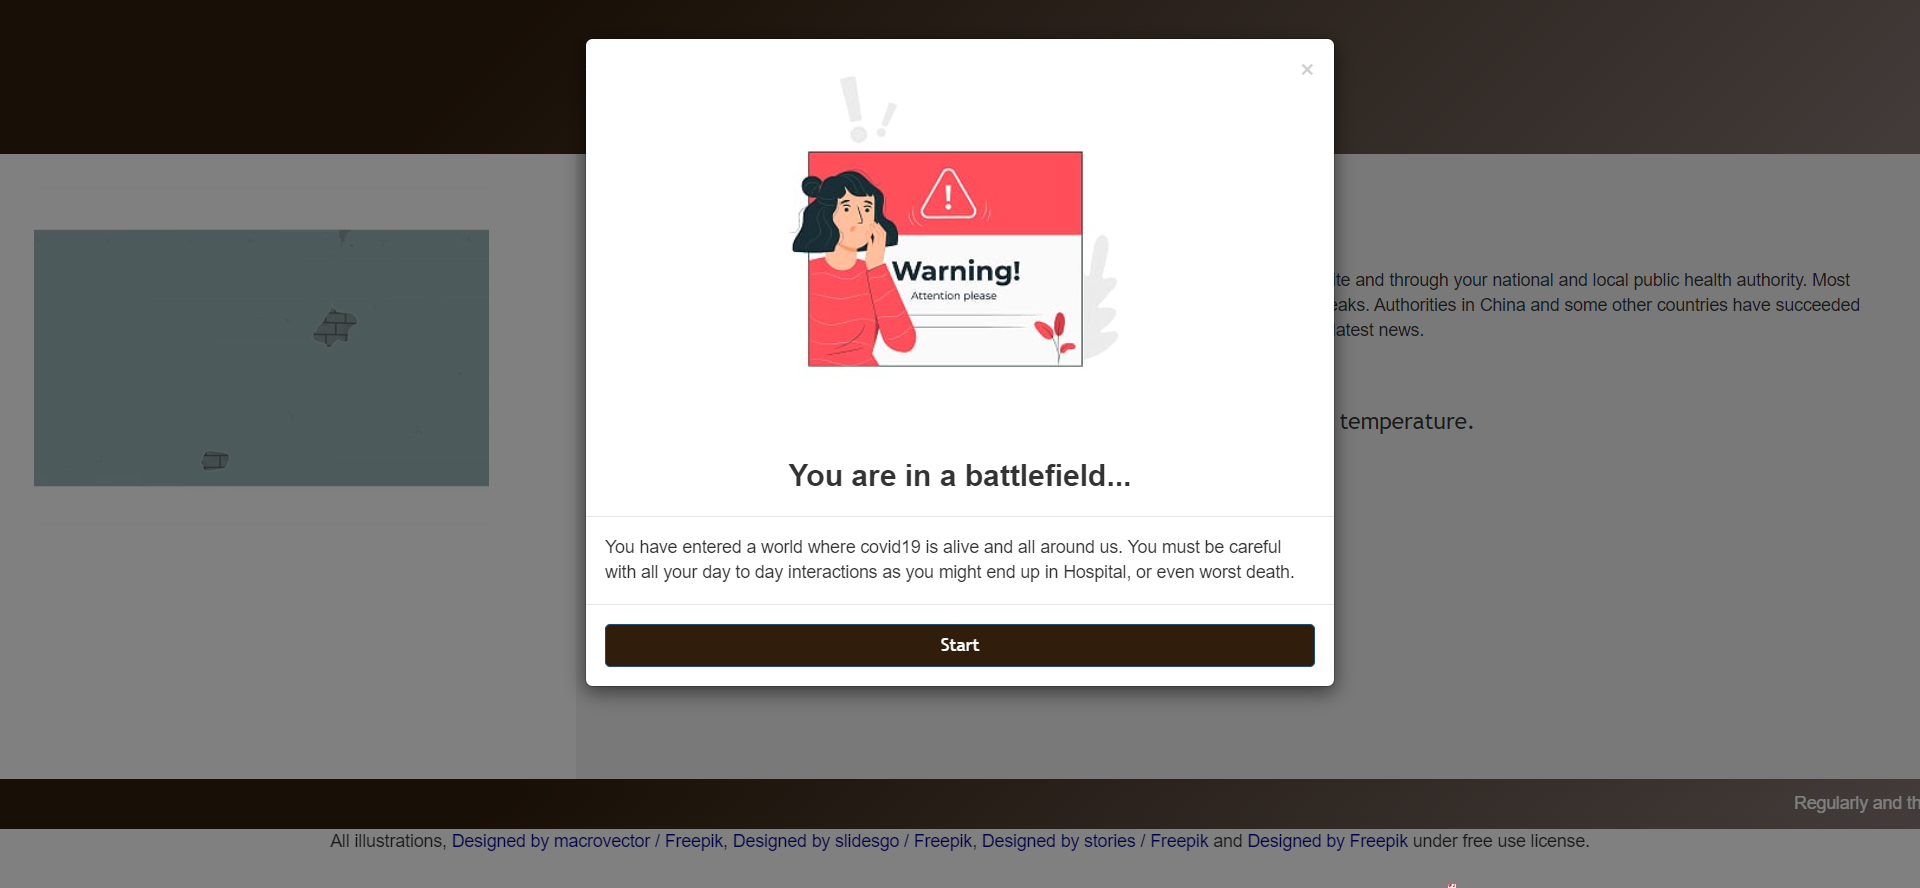 ×
Warning!
Attention please
ite and through your national and local public health authority. Most
eaks. Authorities in China and some other countries have succeeded
atest news.
temperature.
You are in a battlefield...
You have entered a world where covid19 is alive and all around us. You must be careful
with all your day to day interactions as you might end up in Hospital, or even worst death.
Start
Regularly and th
All illustrations, Designed by macrovector / Freepik, Designed by slidesgo / Freepik, Designed by stories / Freepik and Designed by Freepik under free use license.